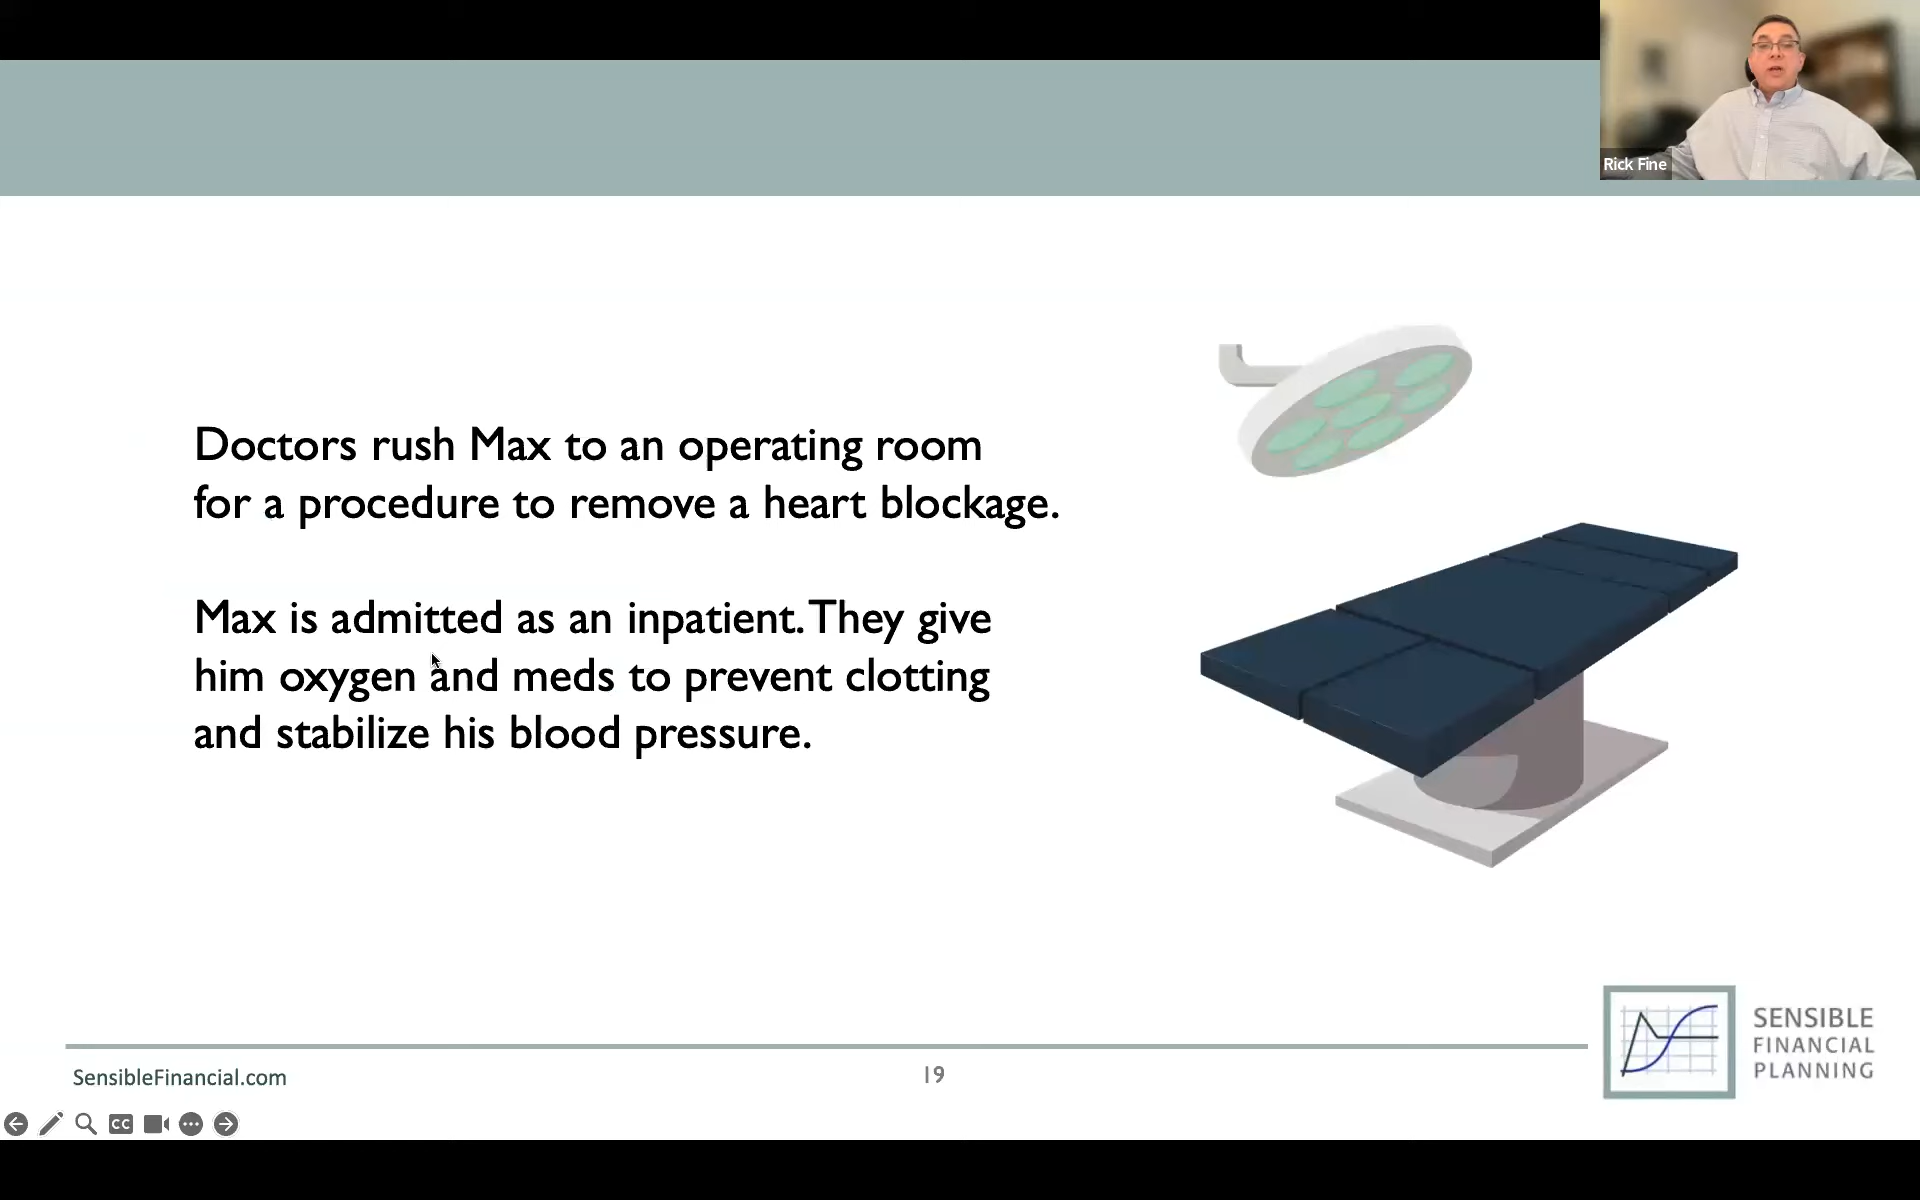 Rick Fine
Doctors rush Max to an operating room
for a procedure to remove a heart blockage.
Max is admitted as an inpatient. They give
him oxygen and meds to prevent clotting
and stabilize his blood pressure.
SENSIBLE
FINANCIAL
PLANNING
SensibleFinancial.com
19
CC